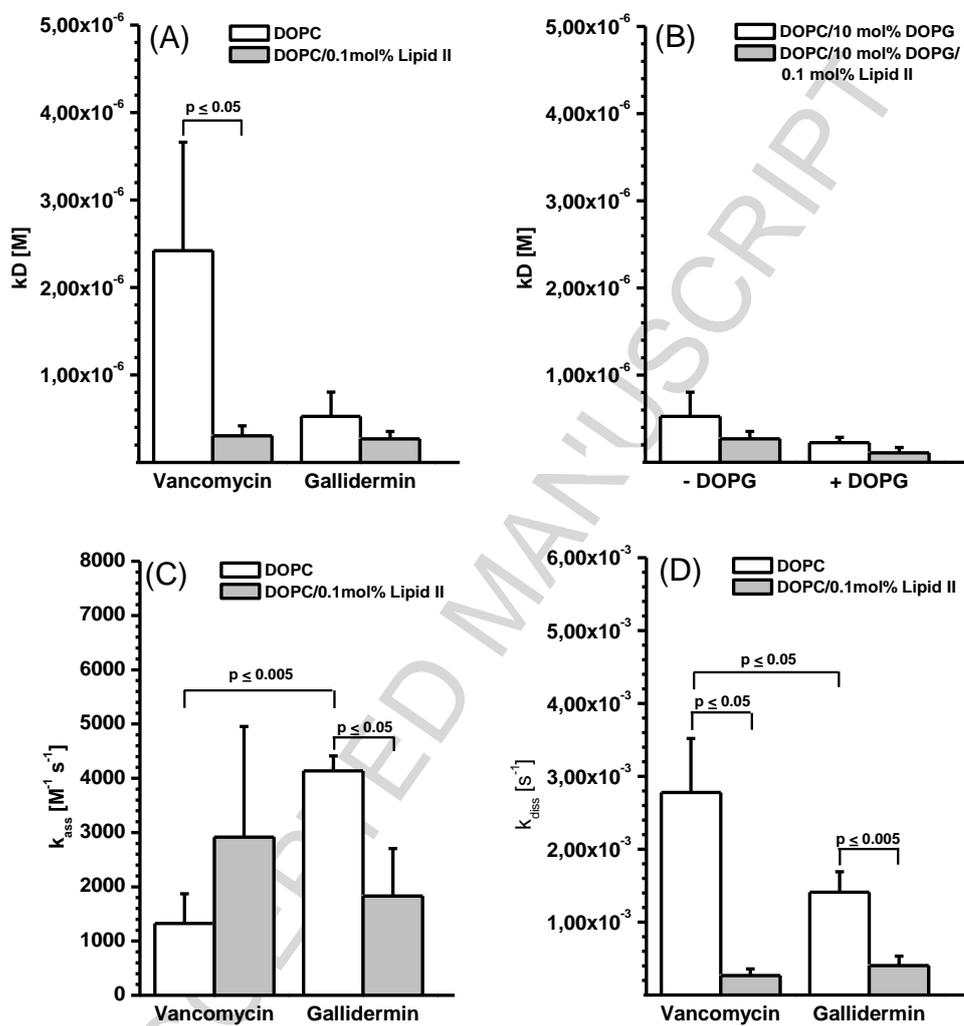 (A)
DOPC
DOPC/0.1mol% Lipid II
5,00x10⁻⁶
4,00x10⁻⁶
3,00x10⁻⁶
2,00x10⁻⁶
1,00x10⁻⁶
kD [M]
p ≤ 0.05
Vancomycin Gallidermin
(B)
DOPC/10 mol% DOPG
DOPC/10 mol% DOPG/
0.1 mol% Lipid II
5,00x10⁻⁶
4,00x10⁻⁶
3,00x10⁻⁶
2,00x10⁻⁶
1,00x10⁻⁶
kD [M]
- DOPG + DOPG
(C)
DOPC
DOPC/0.1mol% Lipid II
8000
7000
6000
5000
4000
3000
2000
1000
0
k_ass [M⁻¹ s⁻¹]
p ≤ 0.005
p ≤ 0.05
Vancomycin Gallidermin
(D)
DOPC
DOPC/0.1mol% Lipid II
6,00x10⁻³
5,00x10⁻³
4,00x10⁻³
3,00x10⁻³
2,00x10⁻³
1,00x10⁻³
k_diss [s⁻¹]
p ≤ 0.05
p ≤ 0.05
p ≤ 0.005
Vancomycin Gallidermin
MANUSCRIPT